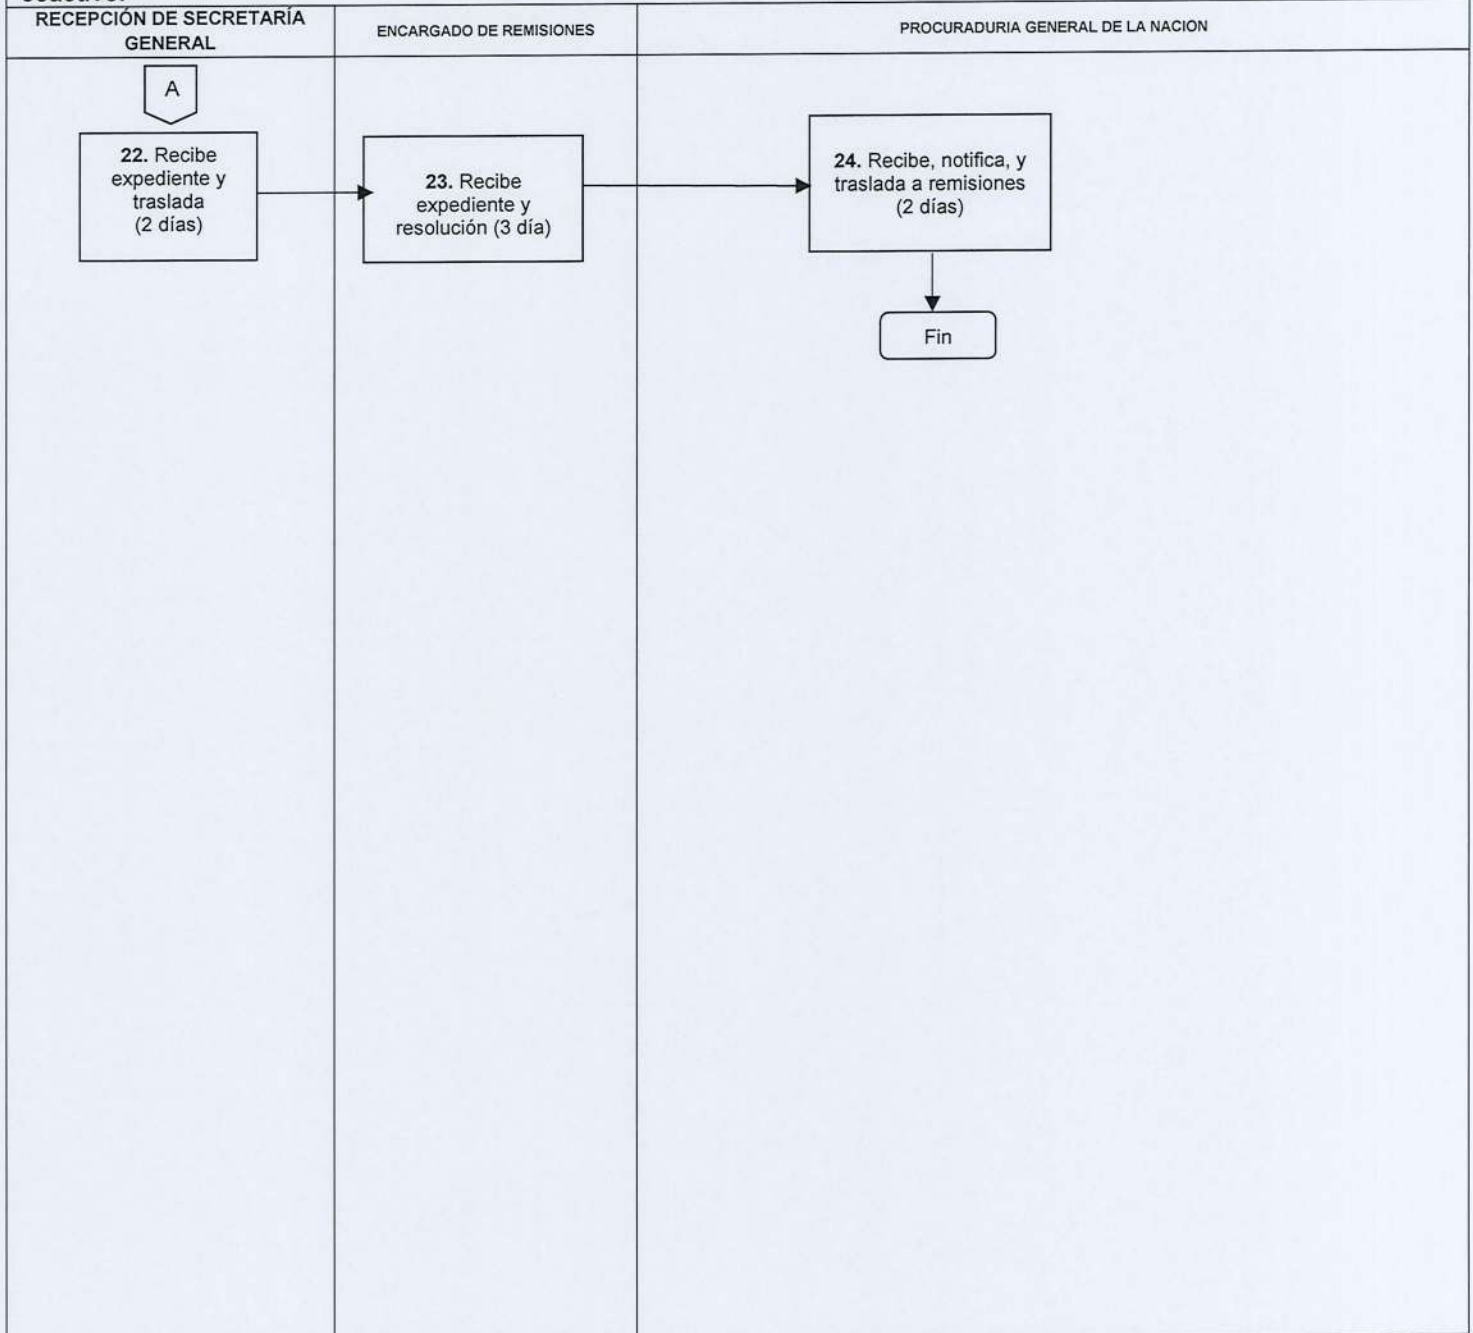 RECEPCIÓN DE SECRETARÍA
GENERAL
ENCARGADO DE REMISIONES
PROCURADURIA GENERAL DE LA NACION
A
22. Recibe
expediente y
traslada
(2 días)
23. Recibe
expediente y
resolución (3 día)
24. Recibe, notifica, y
traslada a remisiones
(2 días)
Fin